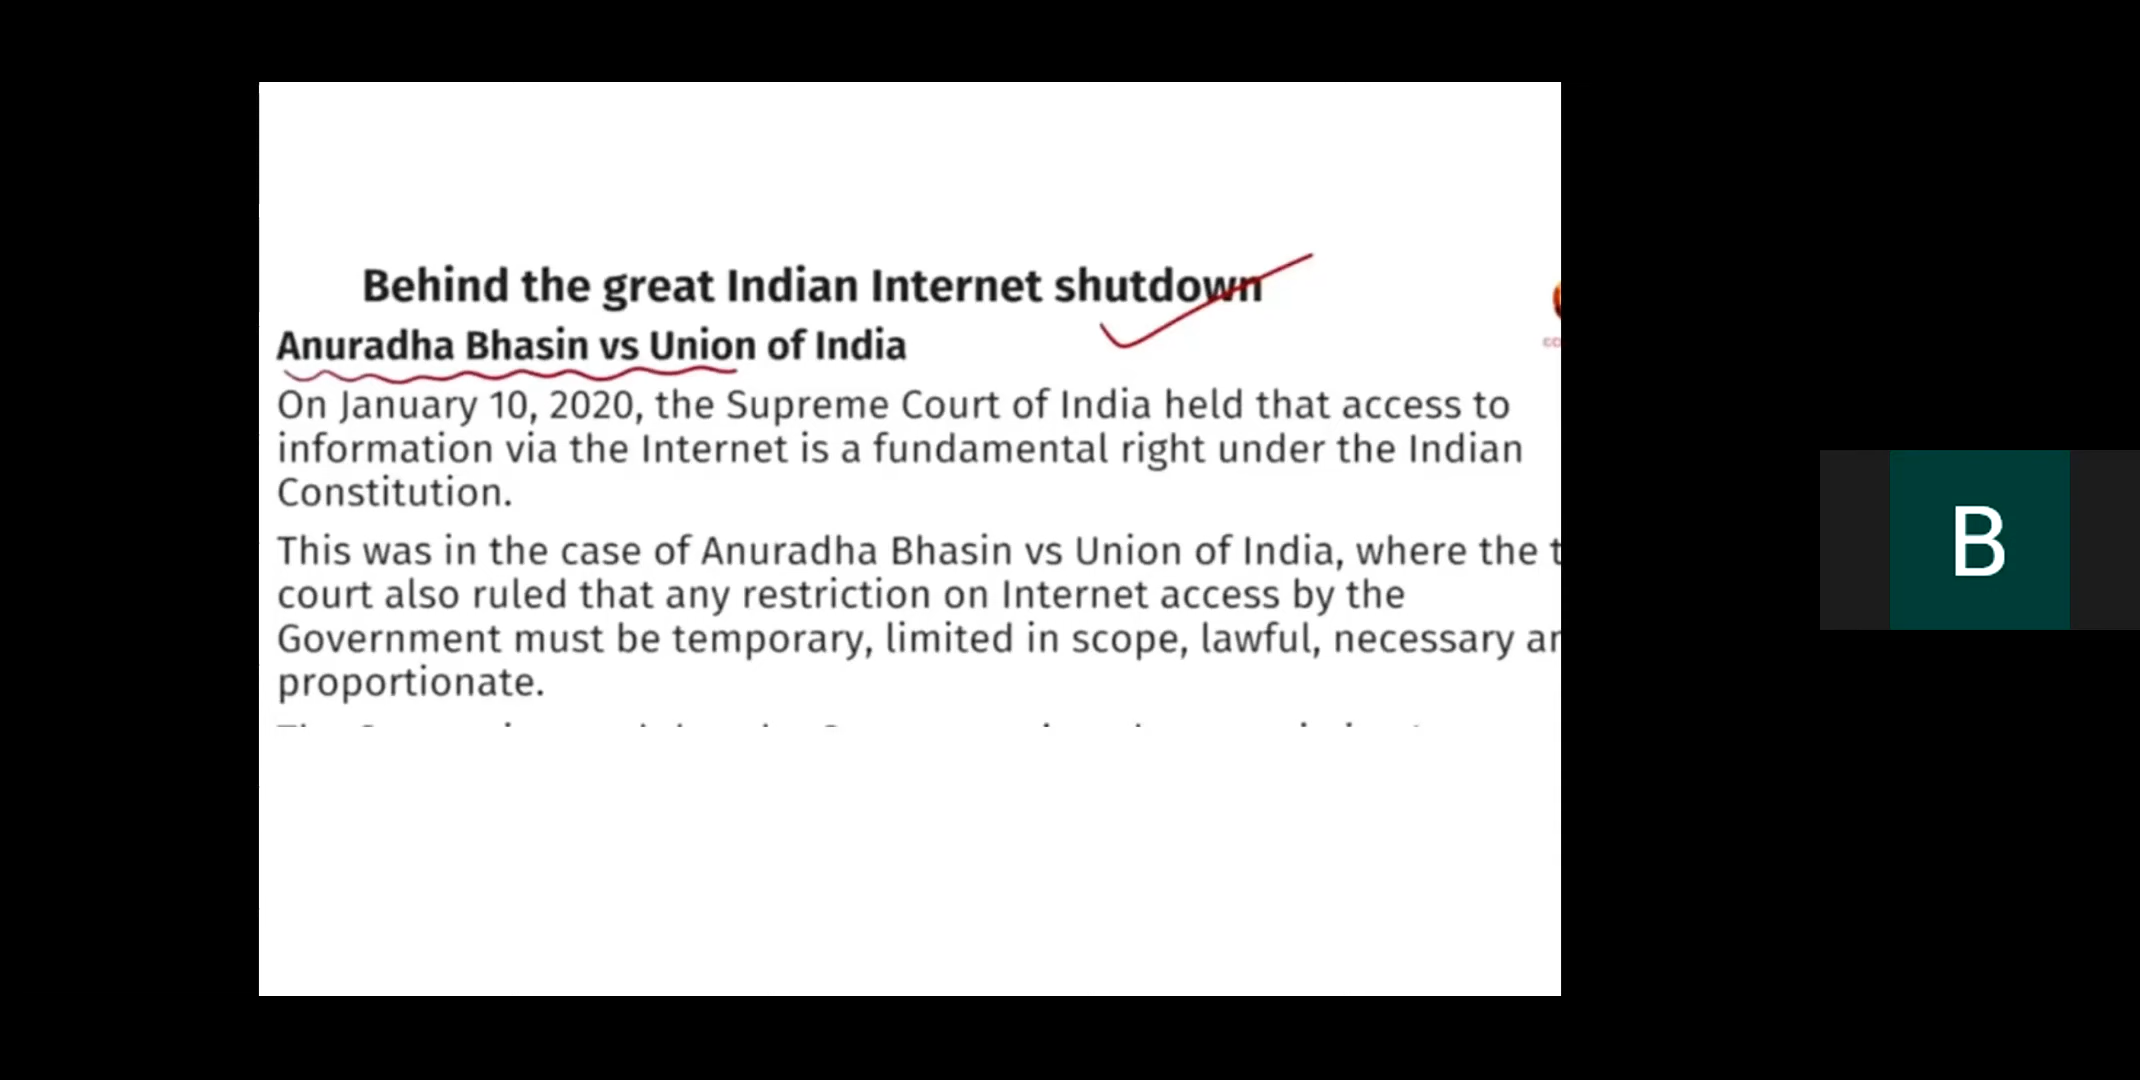 Behind the great Indian Internet shutdown
Anuradha Bhasin vs Union of India
On January 10, 2020, the Supreme Court of India held that access to
information via the Internet is a fundamental right under the Indian
Constitution.
This was in the case of Anuradha Bhasin vs Union of India, where the
court also ruled that any restriction on Internet access by the
Government must be temporary, limited in scope, lawful, necessary
proportionate.
B